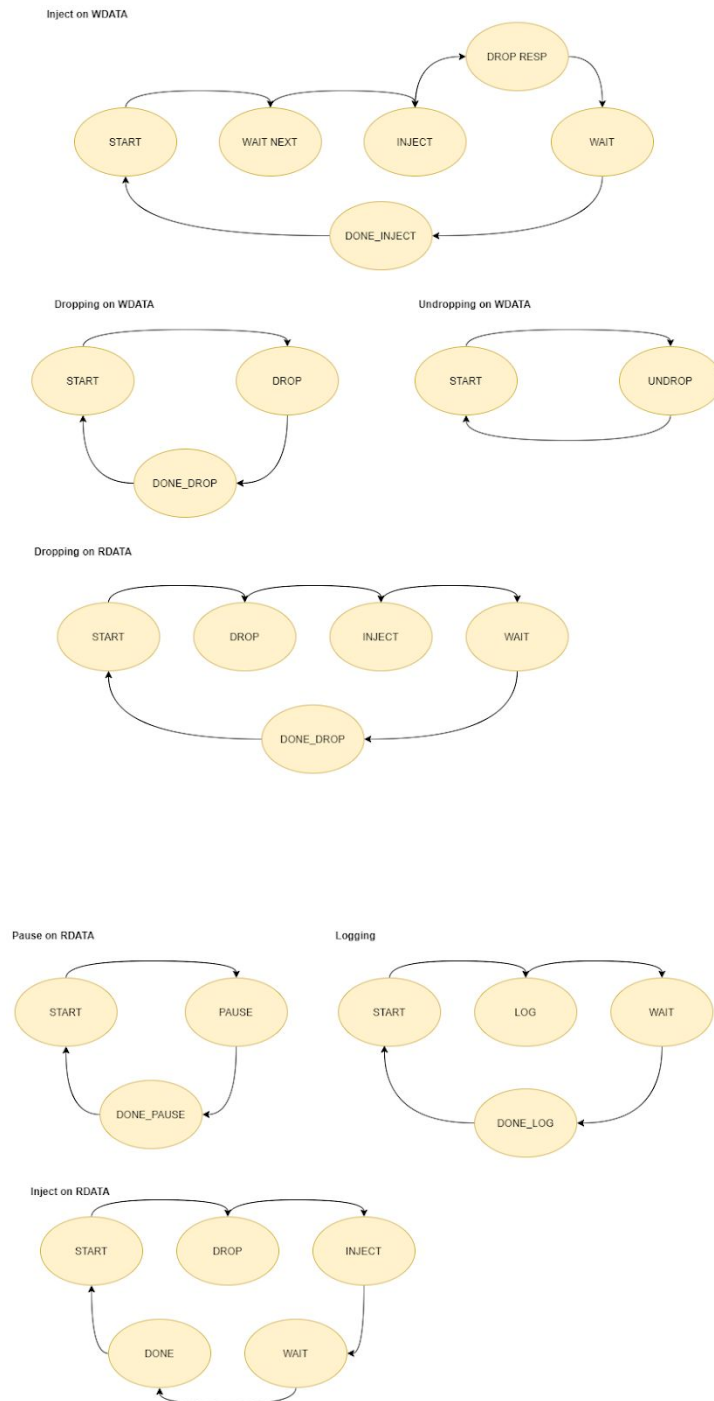 Inject on WDATA
DROP RESP
START
WAIT NEXT
INJECT
WAIT
DONE_INJECT
Dropping on WDATA
Undropping on WDATA
START
DROP
START
UNDROP
DONE_DROP
Dropping on RDATA
START
DROP
INJECT
WAIT
DONE_DROP
Pause on RDATA
Logging
START
PAUSE
START
LOG
WAIT
DONE_PAUSE
DONE_LOG
Inject on RDATA
START
DROP
INJECT
DONE
WAIT